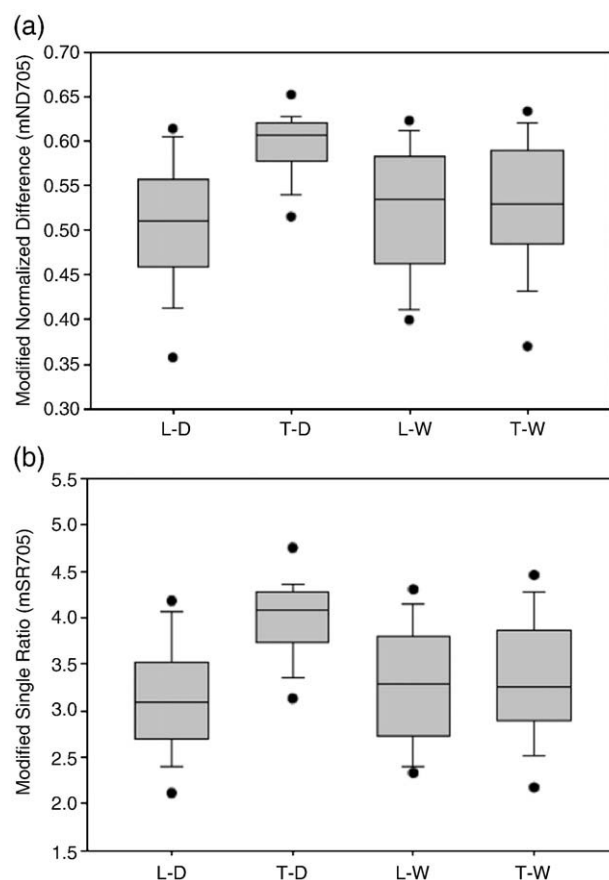 (a)
Modified Normalized Difference (mND705)
0.70
0.65
0.60
0.55
0.50
0.45
0.40
0.30
L-D
T-D
L-W
T-W
(b)
Modified Single Ratio (mSR705)
5.5
5.0
4.5
4.0
3.5
3.0
2.5
2.0
1.5
L-D
T-D
L-W
T-W